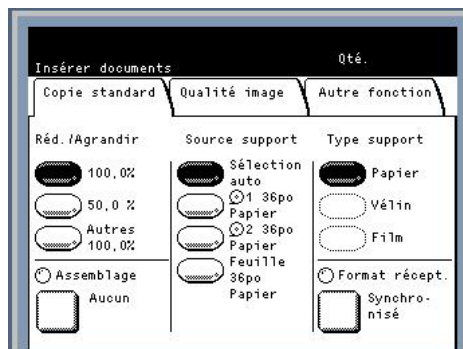 Qté.
Insérer documents
Copie standard
Qualité image
Autre fonction
Réd./Agrandir
100,0%
50,0 %
Autres
100,0%
Assemblage
Aucun
Source support
Sélection
auto
1 36po
Papier
2 36po
Papier
Feuille
36po
Papier
Type support
Papier
Vélin
Film
Format récept.
Synchro-
nisé